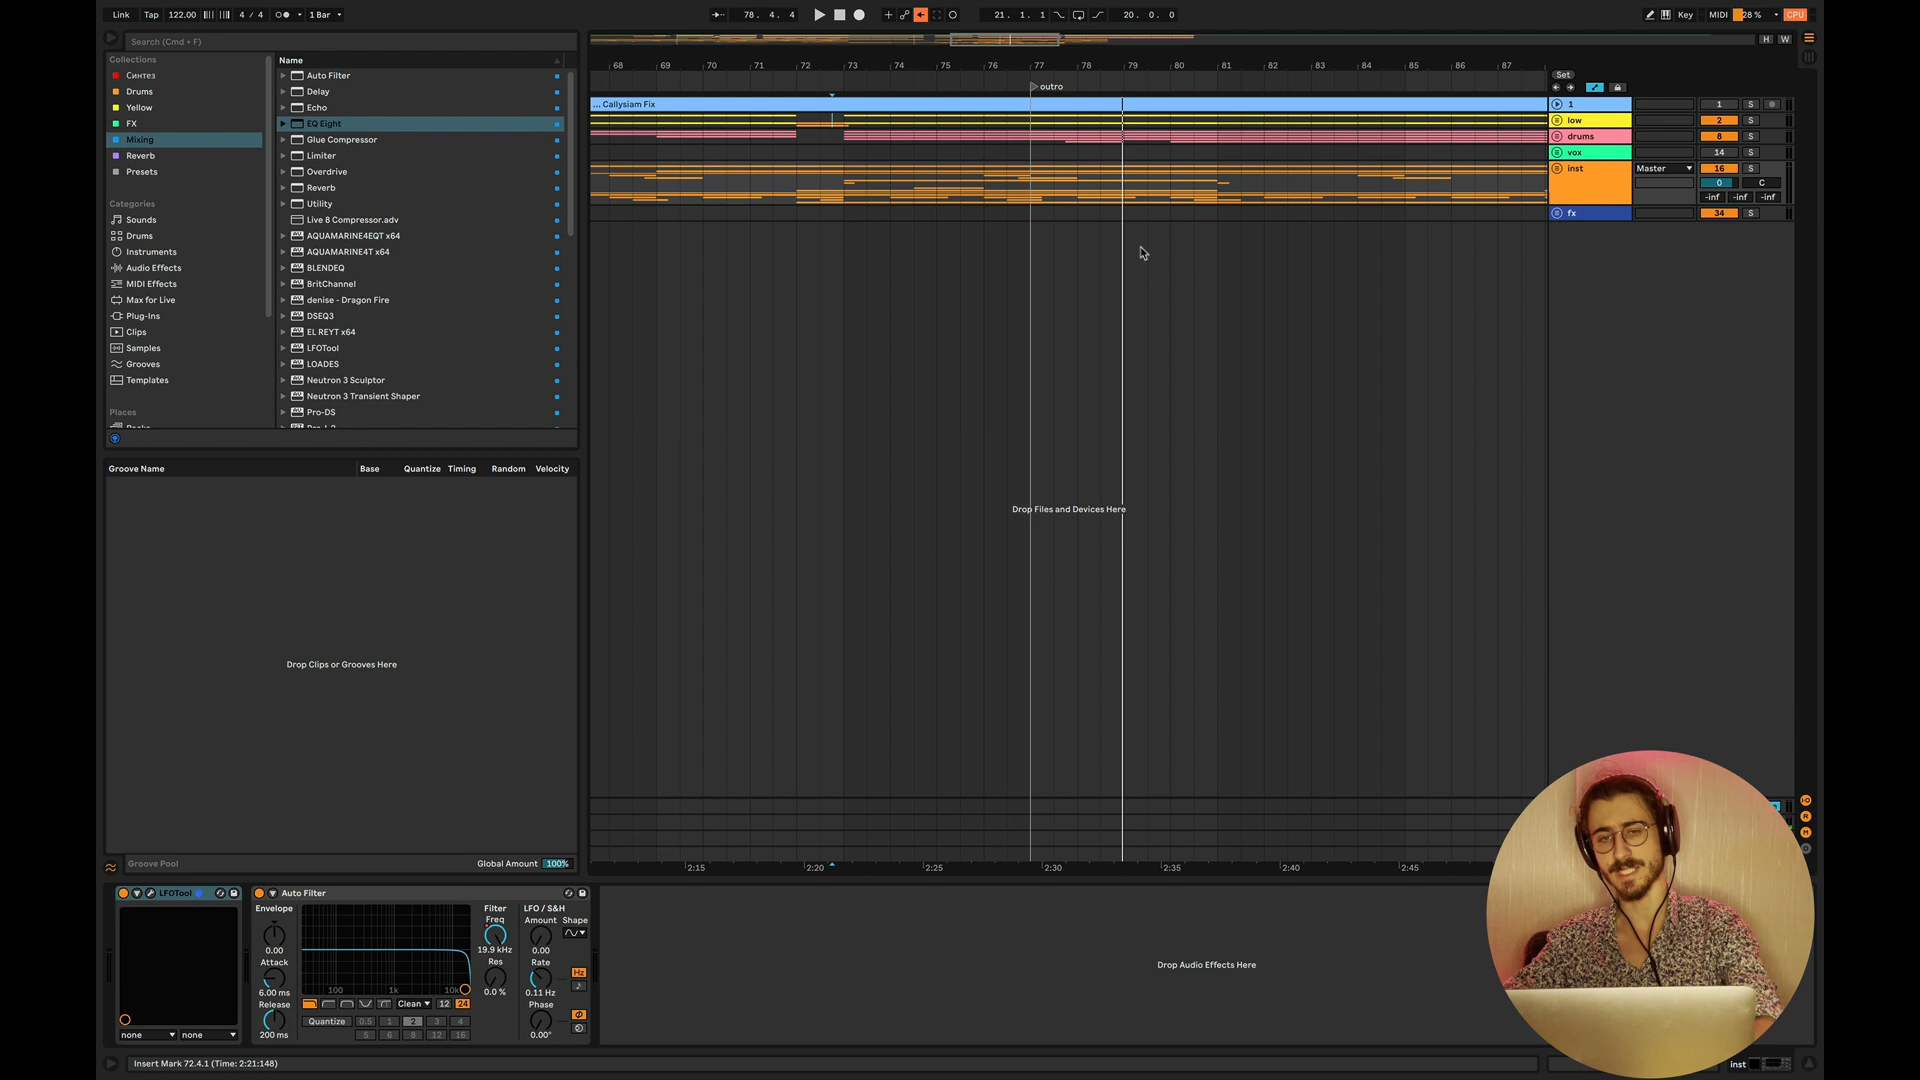 Link Tap 122.00 4 / 4 1 Bar 78. 4. 4 21. 1. 1 20. 0. 0 Key MIDI 28 % CPU
Search (Cmd + F)
H W
Collections
Синтез
Drums
Yellow
FX
Mixing
Reverb
Presets
Categories
Sounds
Drums
Instruments
Audio Effects
MIDI Effects
Max for Live
Plug-Ins
Clips
Samples
Grooves
Templates
Places
Name
Auto Filter
Delay
Echo
EQ Eight
Glue Compressor
Limiter
Overdrive
Reverb
Utility
Live 8 Compressor.adv
AQUAMARINE4EQT x64
AQUAMARINE4T x64
BLENDEQ
BritChannel
denise - Dragon Fire
DSEQ3
EL REYT x64
LFOTool
LOADES
Neutron 3 Sculptor
Neutron 3 Transient Shaper
Pro-DS
68 69 70 71 72 73 74 75 76 77 78 79 80 81 82 83 84 85 86 87
Set
outro
... Callysiam Fix
1 1 S
low 2 S
drums 8 S
vox 14 S
inst Master 16 S
0 C
-inf -inf -inf
fx 34 S
Drop Files and Devices Here
Groove Name Base Quantize Timing Random Velocity
Drop Clips or Grooves Here
Groove Pool Global Amount 100%
2:15 2:20 2:25 2:30 2:35 2:40 2:45
LFOTool
none none
Auto Filter
Envelope
0.00
Attack
6.00 ms
Release
200 ms
100 1k 10k
Clean 12 24
Quantize 0.5 1 2 3 4
5 6 8 12 16
Filter
Freq
19.9 kHz
Res
0.0 %
LFO / S&H
Amount Shape
0.00
Rate
Hz
0.11 Hz
Phase
0.00°
Drop Audio Effects Here
Insert Mark 72.4.1 (Time: 2:21:148)
inst